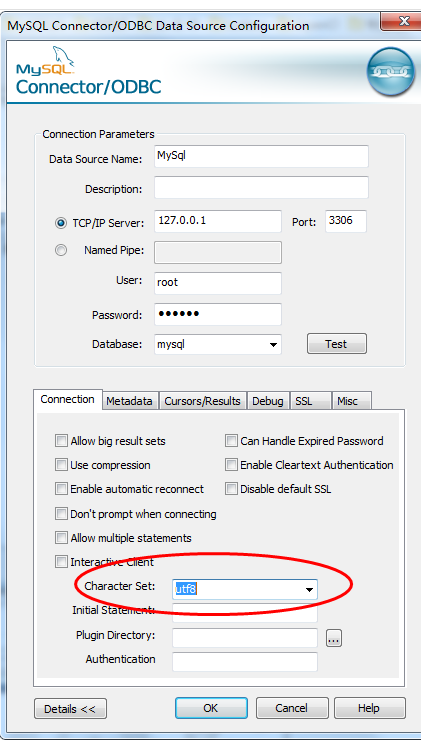 MySQL Connector/ODBC Data Source Configuration
MySQL
Connector/ODBC
Connection Parameters
Data Source Name: MySql
Description:
TCP/IP Server: 127.0.0.1 Port: 3306
Named Pipe:
User: root
Password: ••••••
Database: mysql Test
Connection Metadata Cursors/Results Debug SSL Misc
Allow big result sets Can Handle Expired Password
Use compression Enable Cleartext Authentication
Enable automatic reconnect Disable default SSL
Don't prompt when connecting
Allow multiple statements
Interactive Client
Character Set: utf8
Initial Statement:
Plugin Directory: ...
Authentication
Details << OK Cancel Help